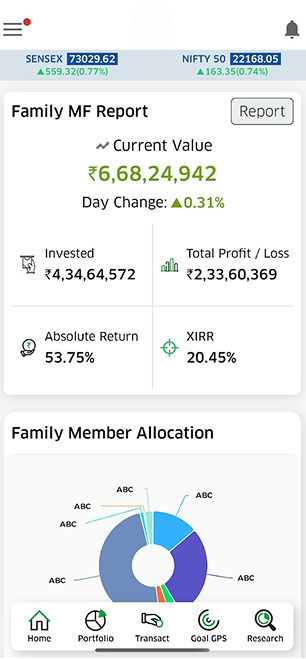 SENSEX 73029.62 NIFTY 50 22168.05
▲559.32(0.77%) ▲163.35(0.74%)
Family MF Report Report
Current Value
₹6,68,24,942
Day Change: ▲0.31%
Invested
₹4,34,64,572
Total Profit / Loss
₹2,33,60,369
Absolute Return
53.75%
XIRR
20.45%
Family Member Allocation
ABC
ABC
ABC
ABC
ABC
ABC
Home Portfolio Transact Goal GPS Research